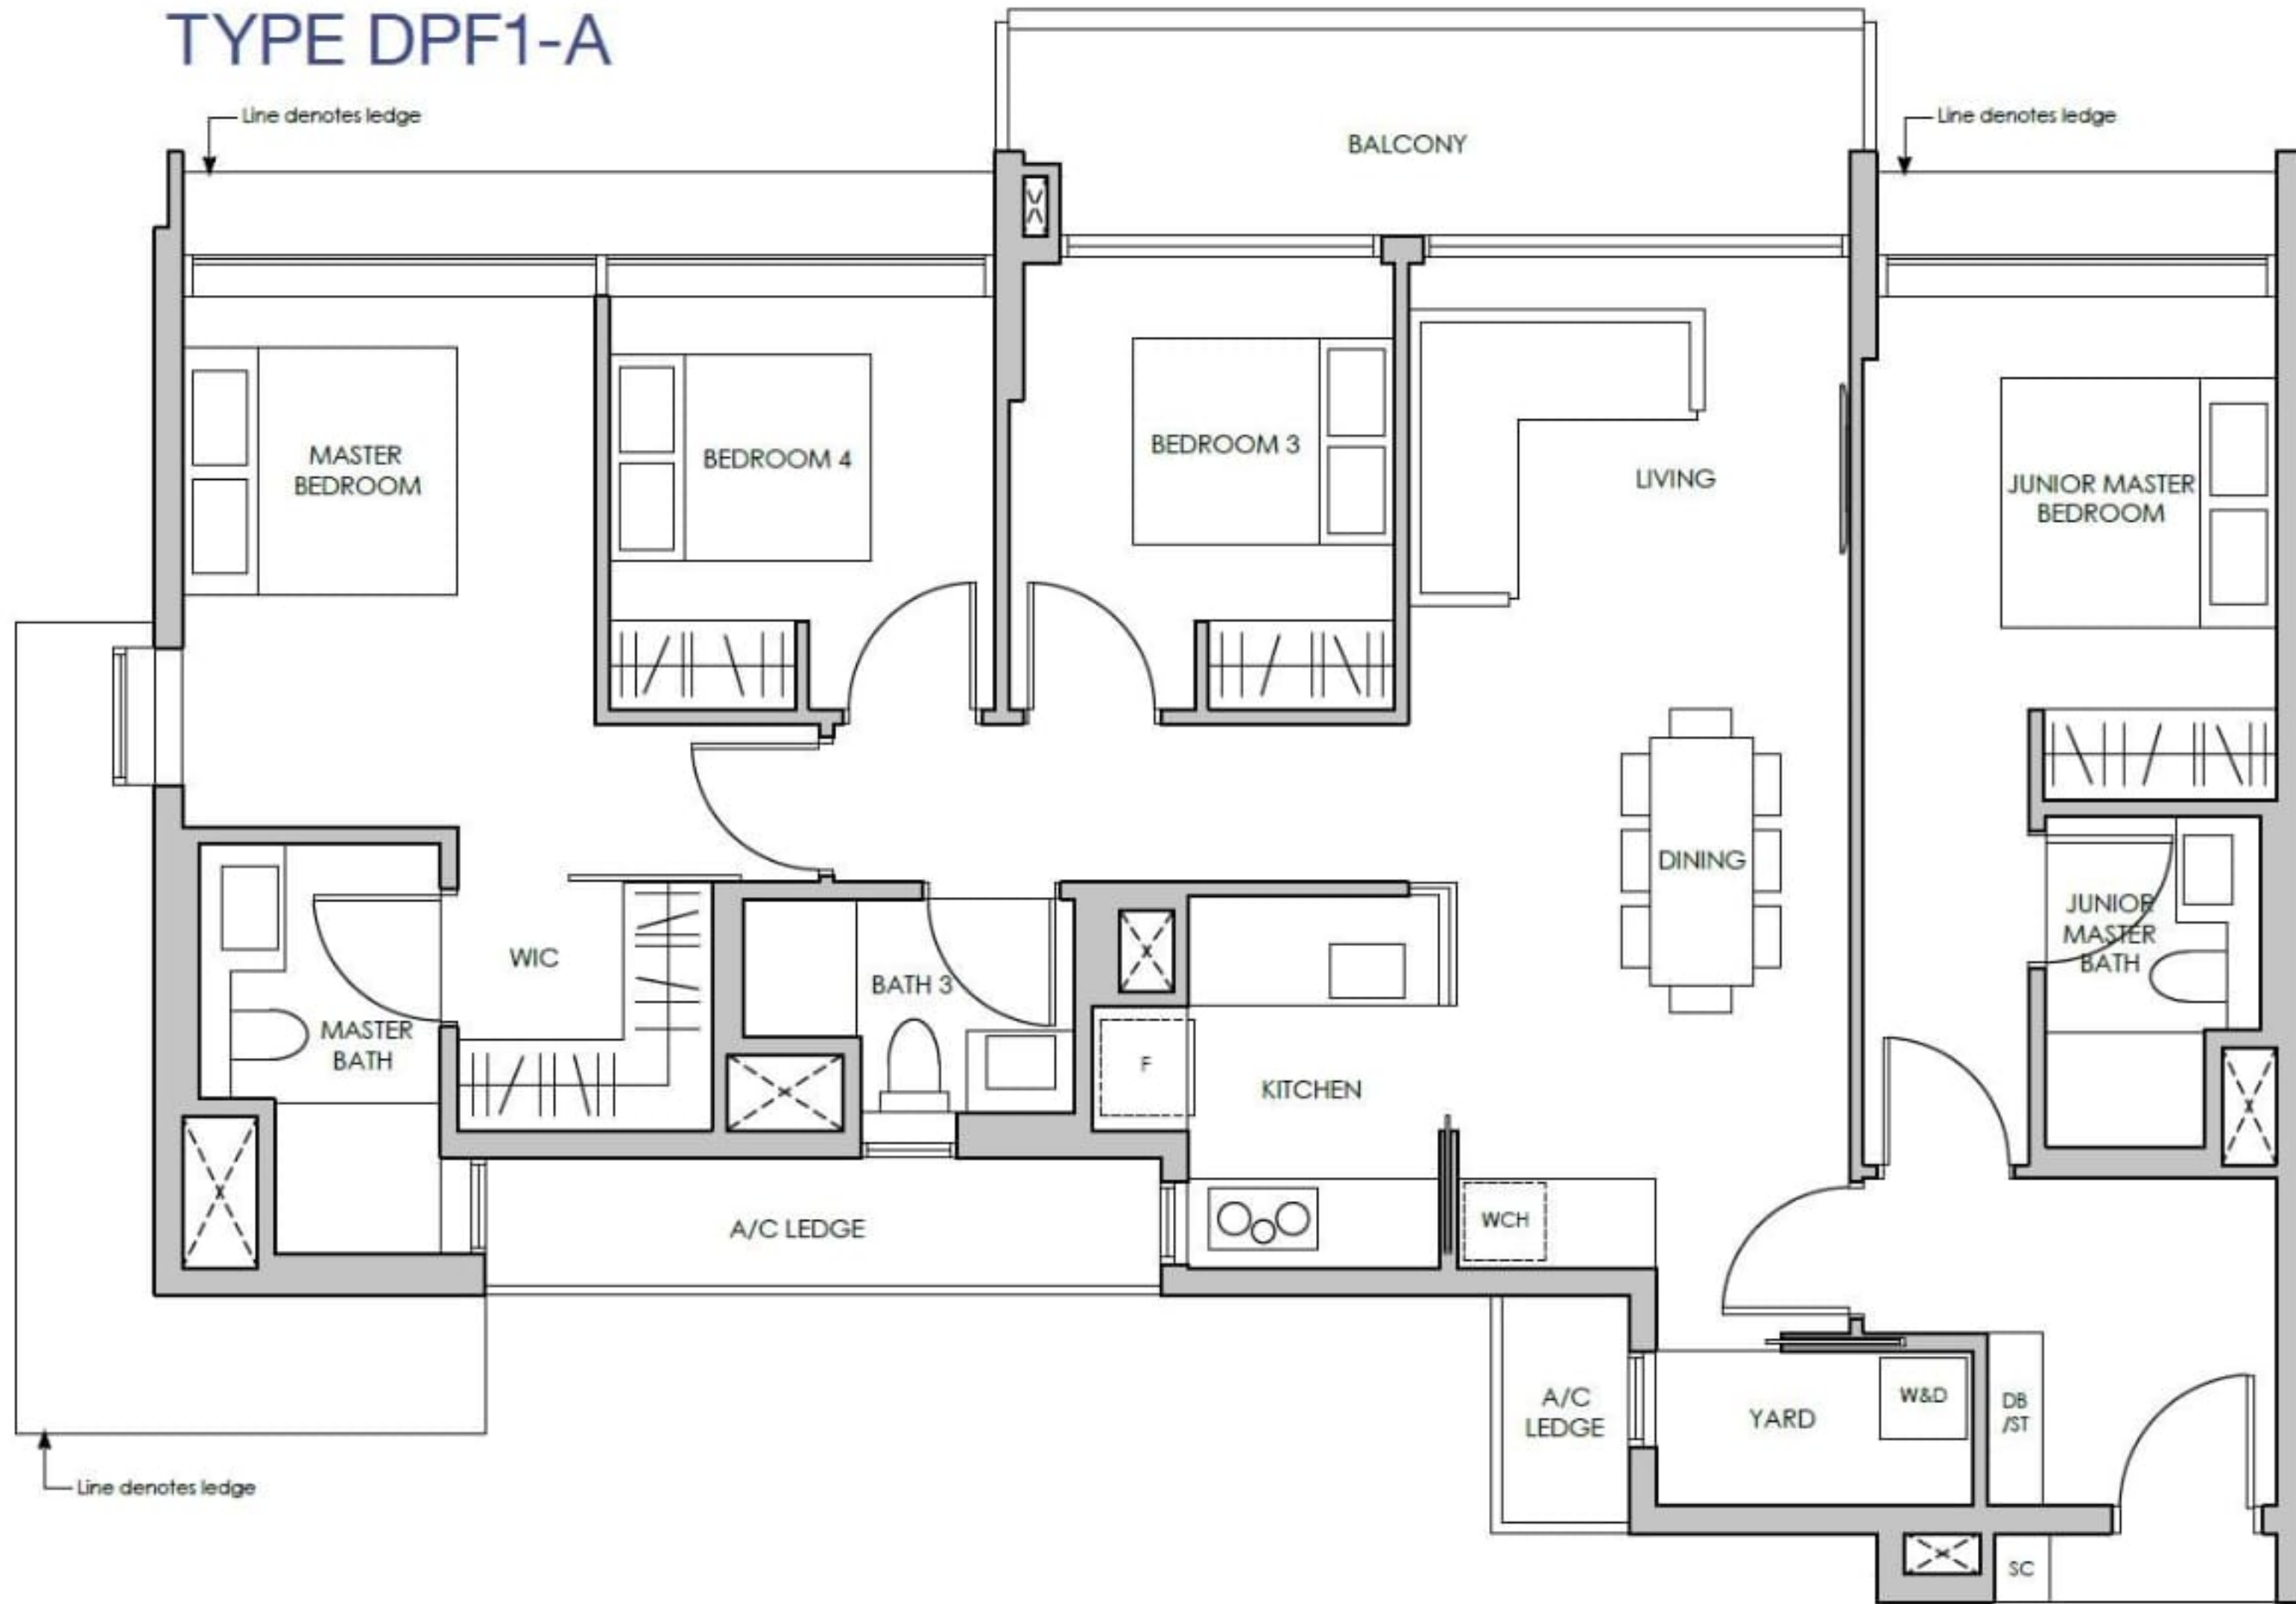 TYPE DPF1-A
Line denotes ledge
Line denotes ledge
BALCONY
MASTER
BEDROOM
BEDROOM 4
BEDROOM 3
LIVING
JUNIOR MASTER
BEDROOM
DINING
JUNIOR
MASTER
BATH
WIC
BATH 3
MASTER
BATH
F
KITCHEN
A/C LEDGE
WCH
A/C
LEDGE
YARD
W&D
DB
/ST
Line denotes ledge
SC